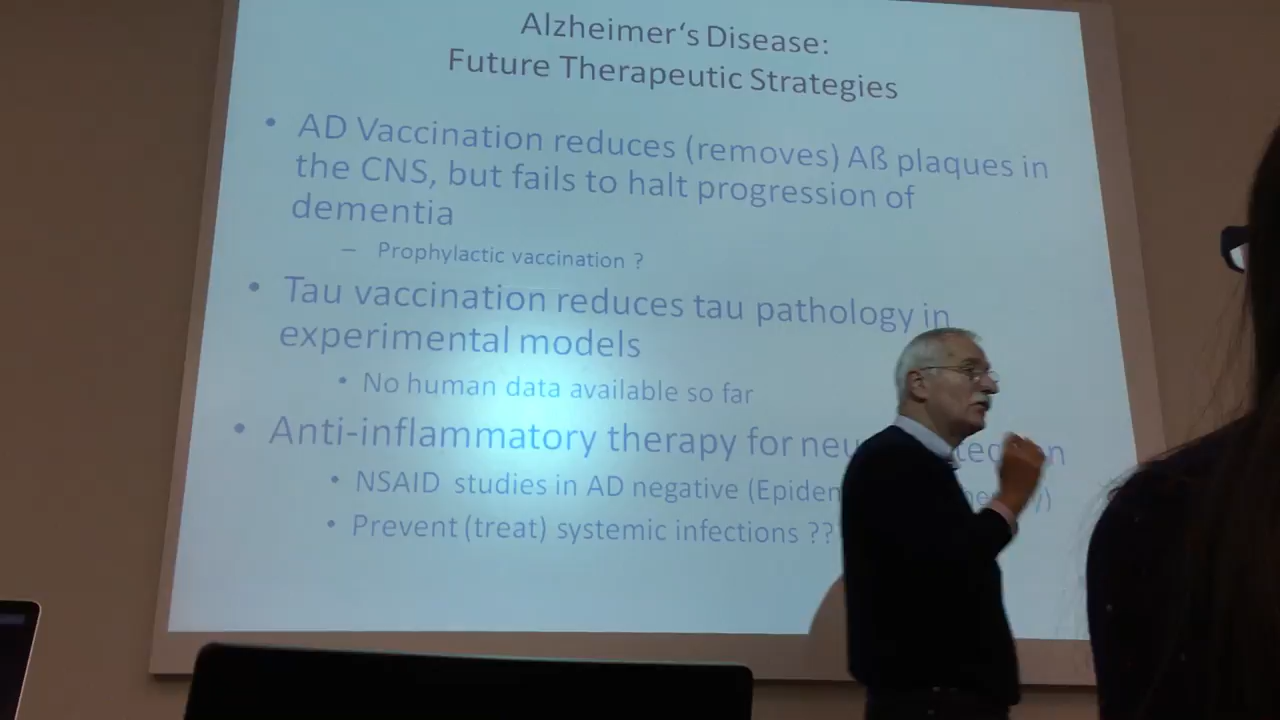 Alzheimer‘s Disease:
Future Therapeutic Strategies
• AD Vaccination reduces (removes) Aß plaques in
the CNS, but fails to halt progression of
dementia
– Prophylactic vaccination ?
• Tau vaccination reduces tau pathology in
experimental models
• No human data available so far
• Anti-inflammatory therapy for
• NSAID studies in AD negative
• Prevent (treat) systemic infections ??